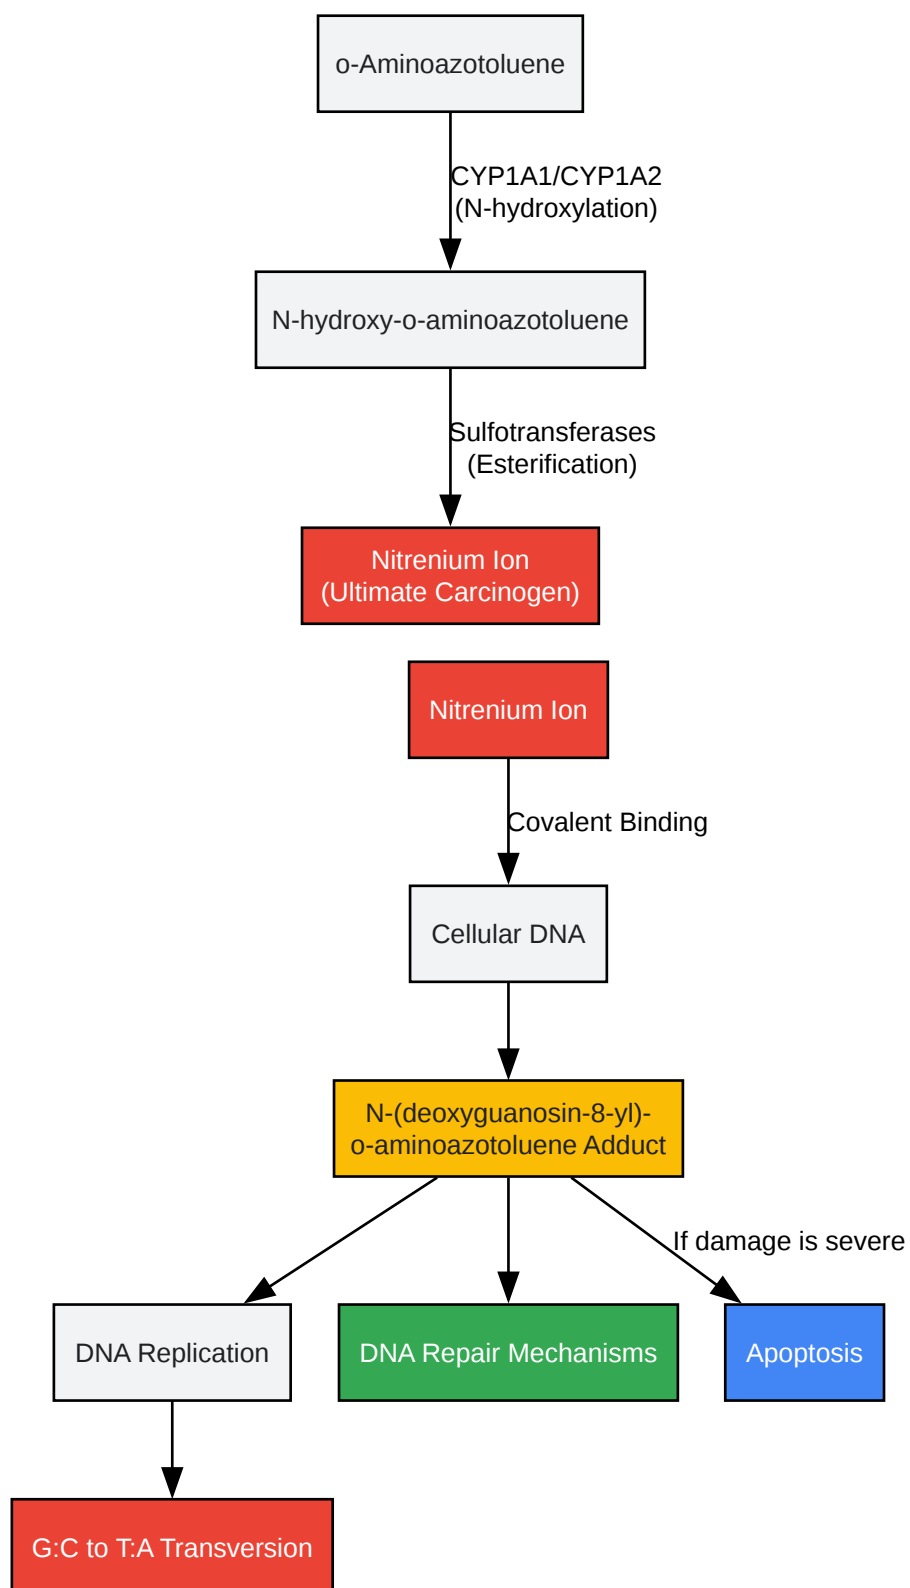 o-Aminoazotoluene
CYP1A1/CYP1A2
(N-hydroxylation)
N-hydroxy-o-aminoazotoluene
Sulfotransferases
(Esterification)
Nitrenium Ion
(Ultimate Carcinogen)
Nitrenium Ion
Covalent Binding
Cellular DNA
N-(deoxyguanosin-8-yl)-
o-aminoazotoluene Adduct
If damage is severe
DNA Replication
DNA Repair Mechanisms
Apoptosis
G:C to T:A Transversion